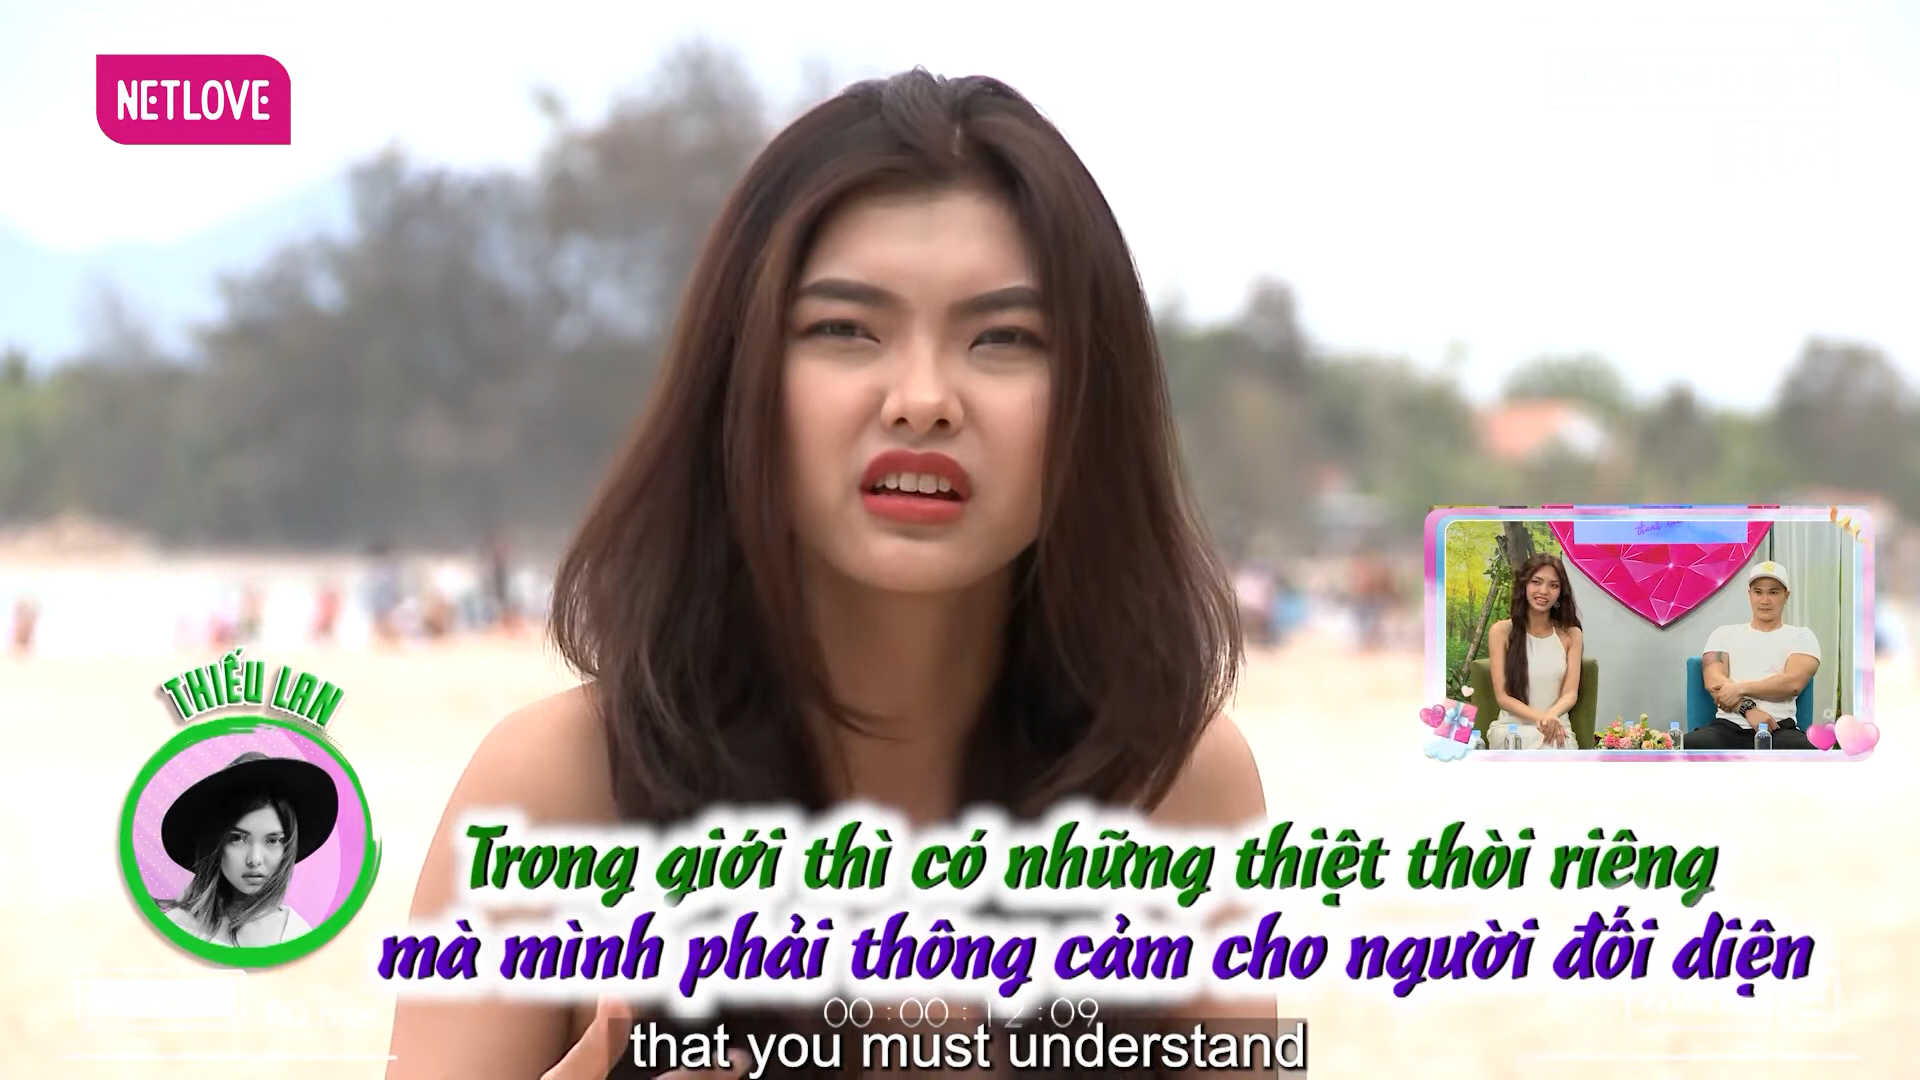 NETLOVE
THIẾU LAN
Trong giới thì có những thiệt thòi riêng
mà mình phải thông cảm cho người đối diện
00:00:12:09
that you must understand